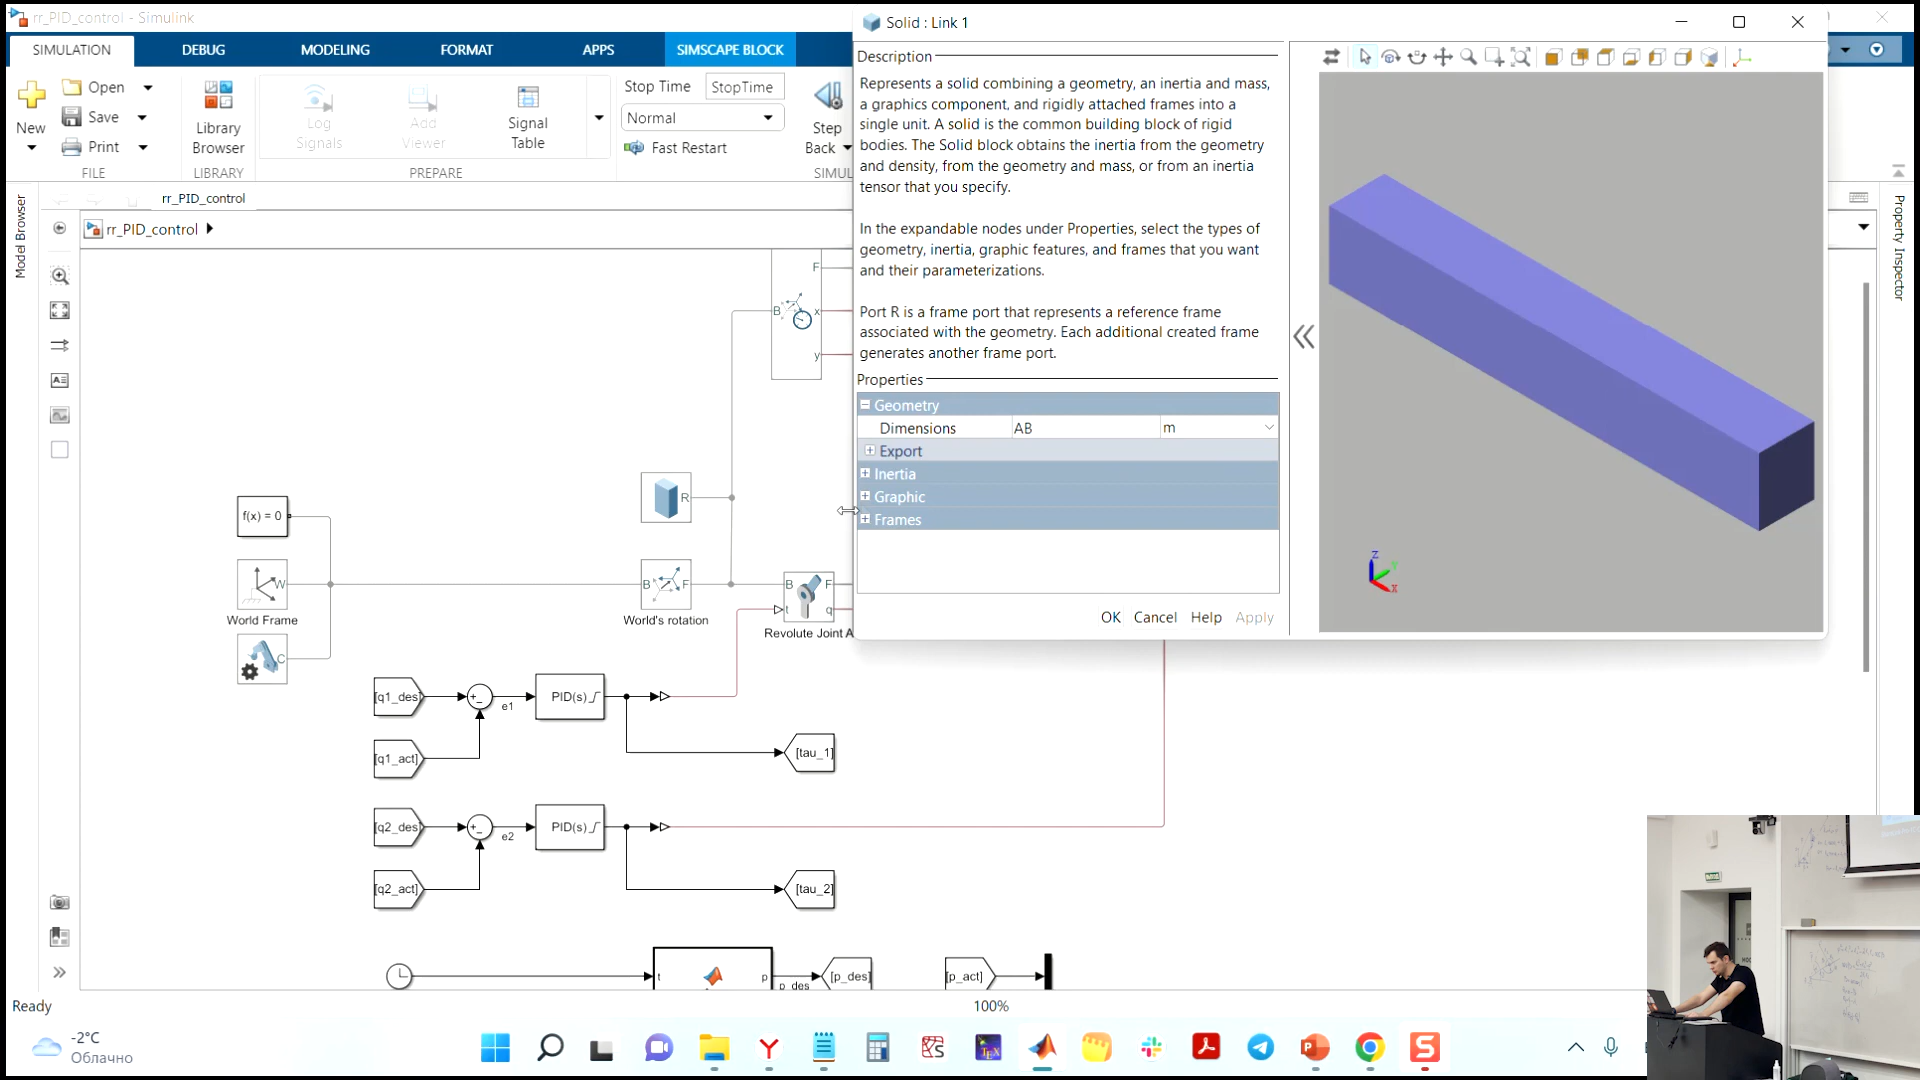 rr_PID_control - Simulink
SIMULATION
DEBUG
MODELING
FORMAT
APPS
SIMSCAPE BLOCK
New
Open
Save
Print
FILE
Library
Browser
LIBRARY
Log
Signals
Add
Viewer
Signal
Table
PREPARE
Stop Time
StopTime
Normal
Fast Restart
Step
Back
SIMUL
rr_PID_control
rr_PID_control
Model Browser
Property Inspector
Solid : Link 1
Description
Represents a solid combining a geometry, an inertia and mass,
a graphics component, and rigidly attached frames into a
single unit. A solid is the common building block of rigid
bodies. The Solid block obtains the inertia from the geometry
and density, from the geometry and mass, or from an inertia
tensor that you specify.
In the expandable nodes under Properties, select the types of
geometry, inertia, graphic features, and frames that you want
and their parameterizations.
Port R is a frame port that represents a reference frame
associated with the geometry. Each additional created frame
generates another frame port.
Properties
Geometry
Dimensions AB m
Export
Inertia
Graphic
Frames
OK Cancel Help Apply
z
x
F
B
x
y
R
f(x) = 0
W
World Frame
C
B F
World's rotation
B F
t q
Revolute Joint A
[q1_des]
+
−
e1
PID(s)
[q1_act]
[tau_1]
[q2_des]
+
−
e2
PID(s)
[q2_act]
[tau_2]
t p
p_des
[p_des]
[p_act]
Ready
100%
-2°C
Облачно